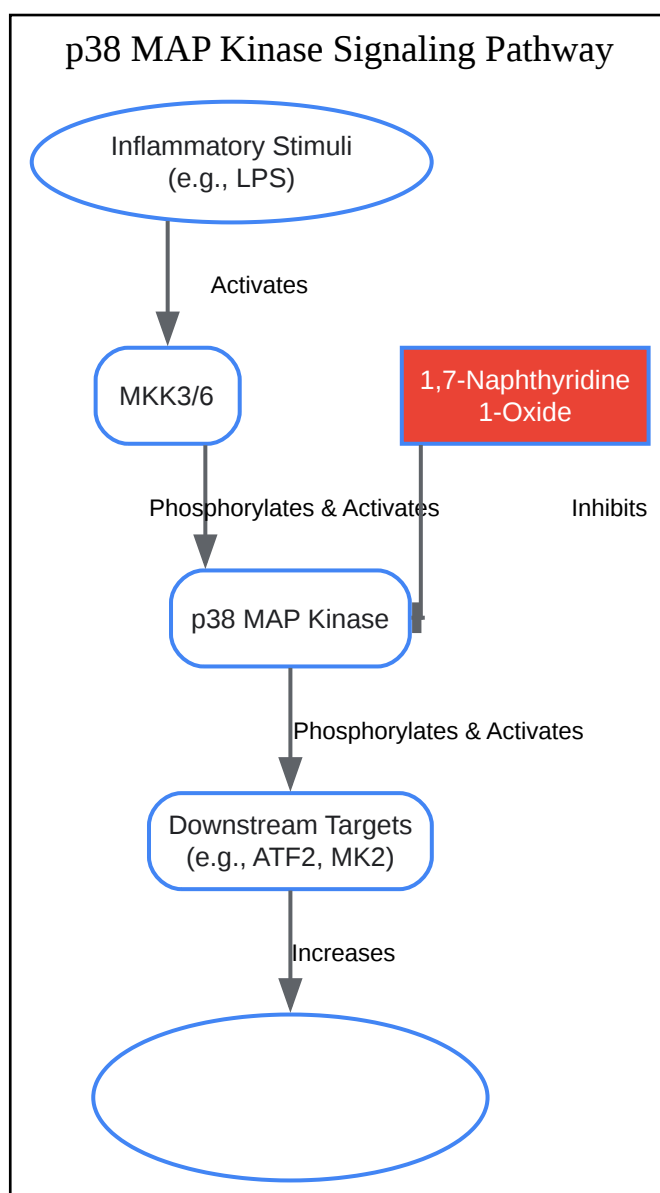 p38 MAP Kinase Signaling Pathway
Inflammatory Stimuli
(e.g., LPS)
Activates
MKK3/6
1,7-Naphthyridine
1-Oxide
Phosphorylates & Activates
Inhibits
p38 MAP Kinase
Phosphorylates & Activates
Downstream Targets
(e.g., ATF2, MK2)
Increases